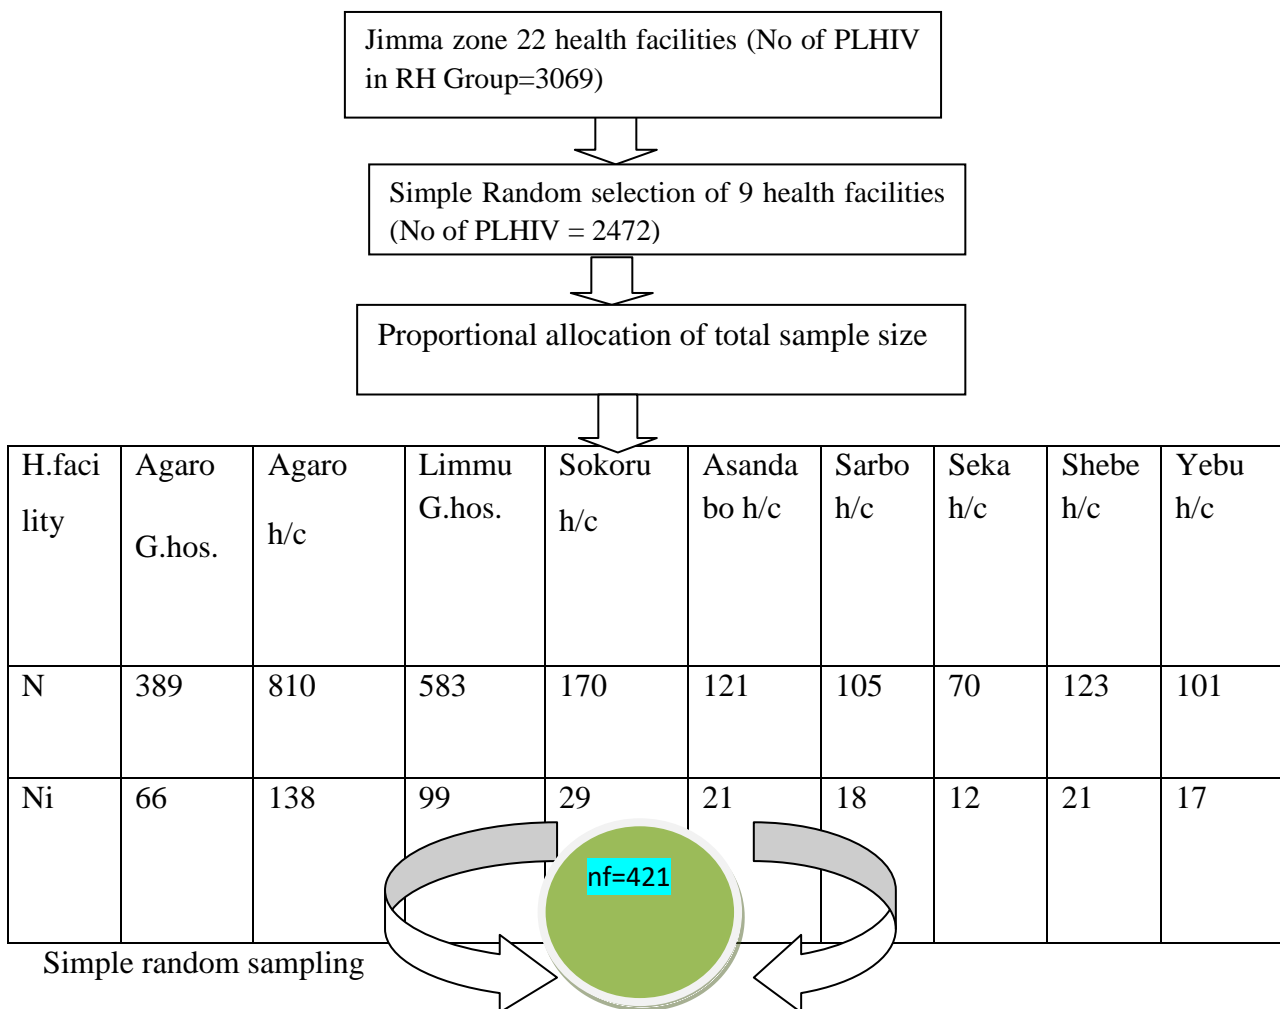 Jimma zone 22 health facilities (No of PLHIV
in RH Group=3069)
Simple Random selection of 9 health facilities
(No of PLHIV = 2472)
Proportional allocation of total sample size
H.faci Agaro Agaro Limmu Sokoru Asanda Sarbo Seka Shebe Yebu
lity G.hos. h/c G.hos. h/c bo h/c h/c h/c h/c h/c
N 389 810 583 170 121 105 70 123 101
Ni 66 138 99 29 21 18 12 21 17
nf=421
Simple random sampling